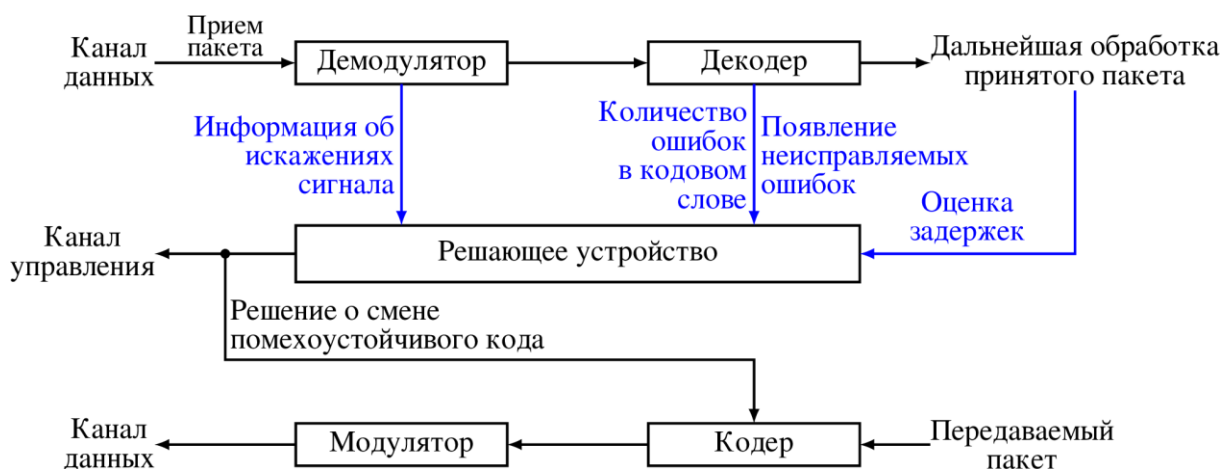 Канал
данных
Прием
пакета
Демодулятор
Декодер
Дальнейшая обработка
принятого пакета
Информация об
искажениях
сигнала
Количество
ошибок
в кодовом
слове
Появление
неисправляемых
ошибок
Оценка
задержек
Канал
управления
Решающее устройство
Решение о смене
помехоустойчивого кода
Канал
данных
Модулятор
Кодер
Передаваемый
пакет